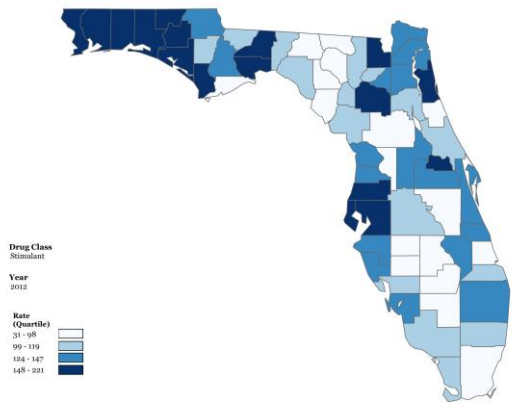 Drug Class
Stimulant
Year
2012
Rate
(Quartile)
31 - 98
99 - 119
124 - 147
148 - 221